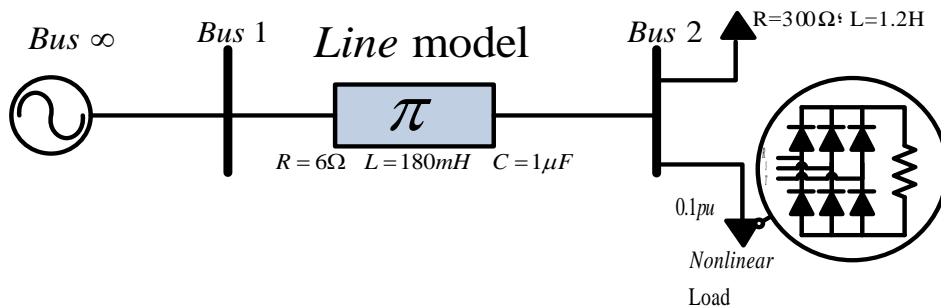 Bus ∞
Bus 1
Line model
Bus 2
R=300Ω؛ L=1.2H
π
R = 6Ω L = 180mH C = 1μF
0.1pu
Nonlinear
Load